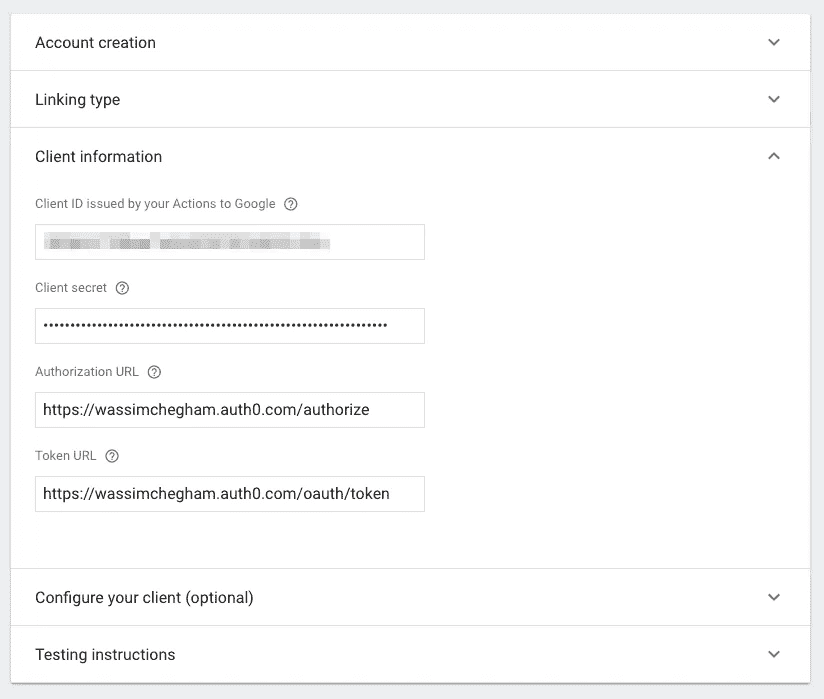 Account creation
Linking type
Client information
Client ID issued by your Actions to Google
Client secret
••••••••••••••••••••••••••••••••••••••••••••••••••••••••••••••••
Authorization URL
https://wassimchegham.auth0.com/authorize
Token URL
https://wassimchegham.auth0.com/oauth/token
Configure your client (optional)
Testing instructions